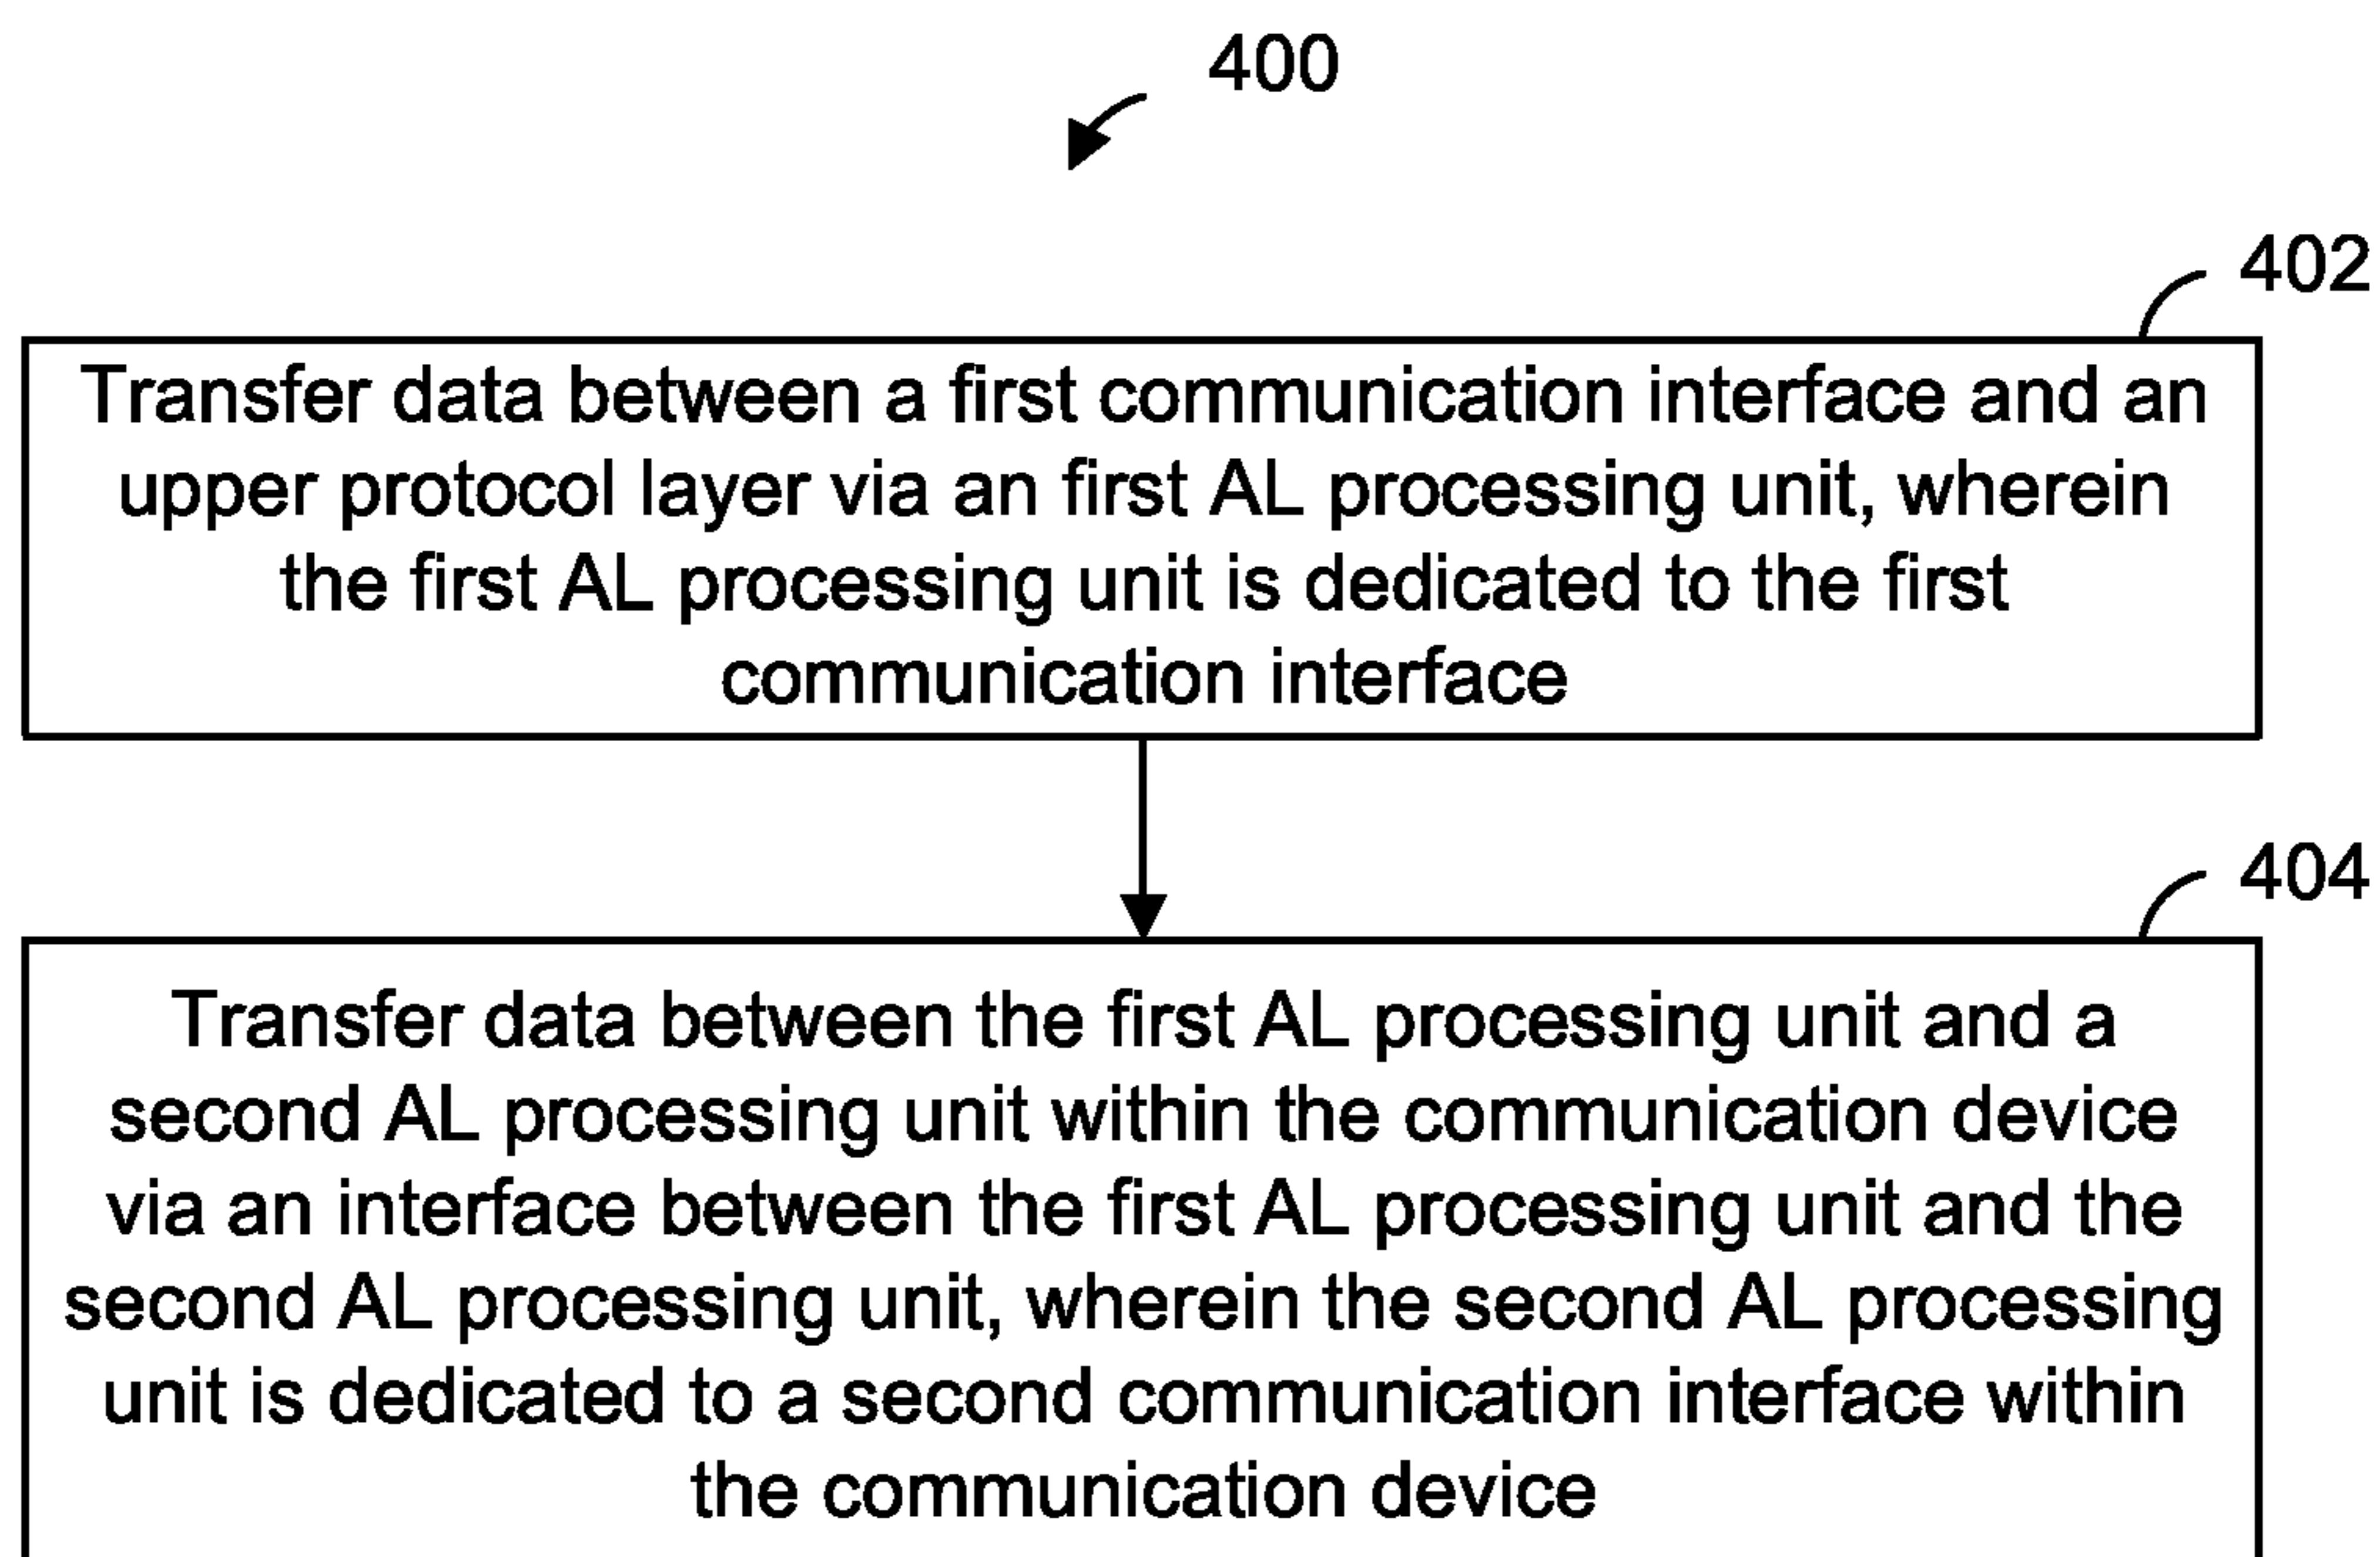 400
402
Transfer data between a first communication interface and an
upper protocol layer via an first AL processing unit, wherein
the first AL processing unit is dedicated to the first
communication interface
404
Transfer data between the first AL processing unit and a
second AL processing unit within the communication device
via an interface between the first AL processing unit and the
second AL processing unit, wherein the second AL processing
unit is dedicated to a second communication interface within
the communication device